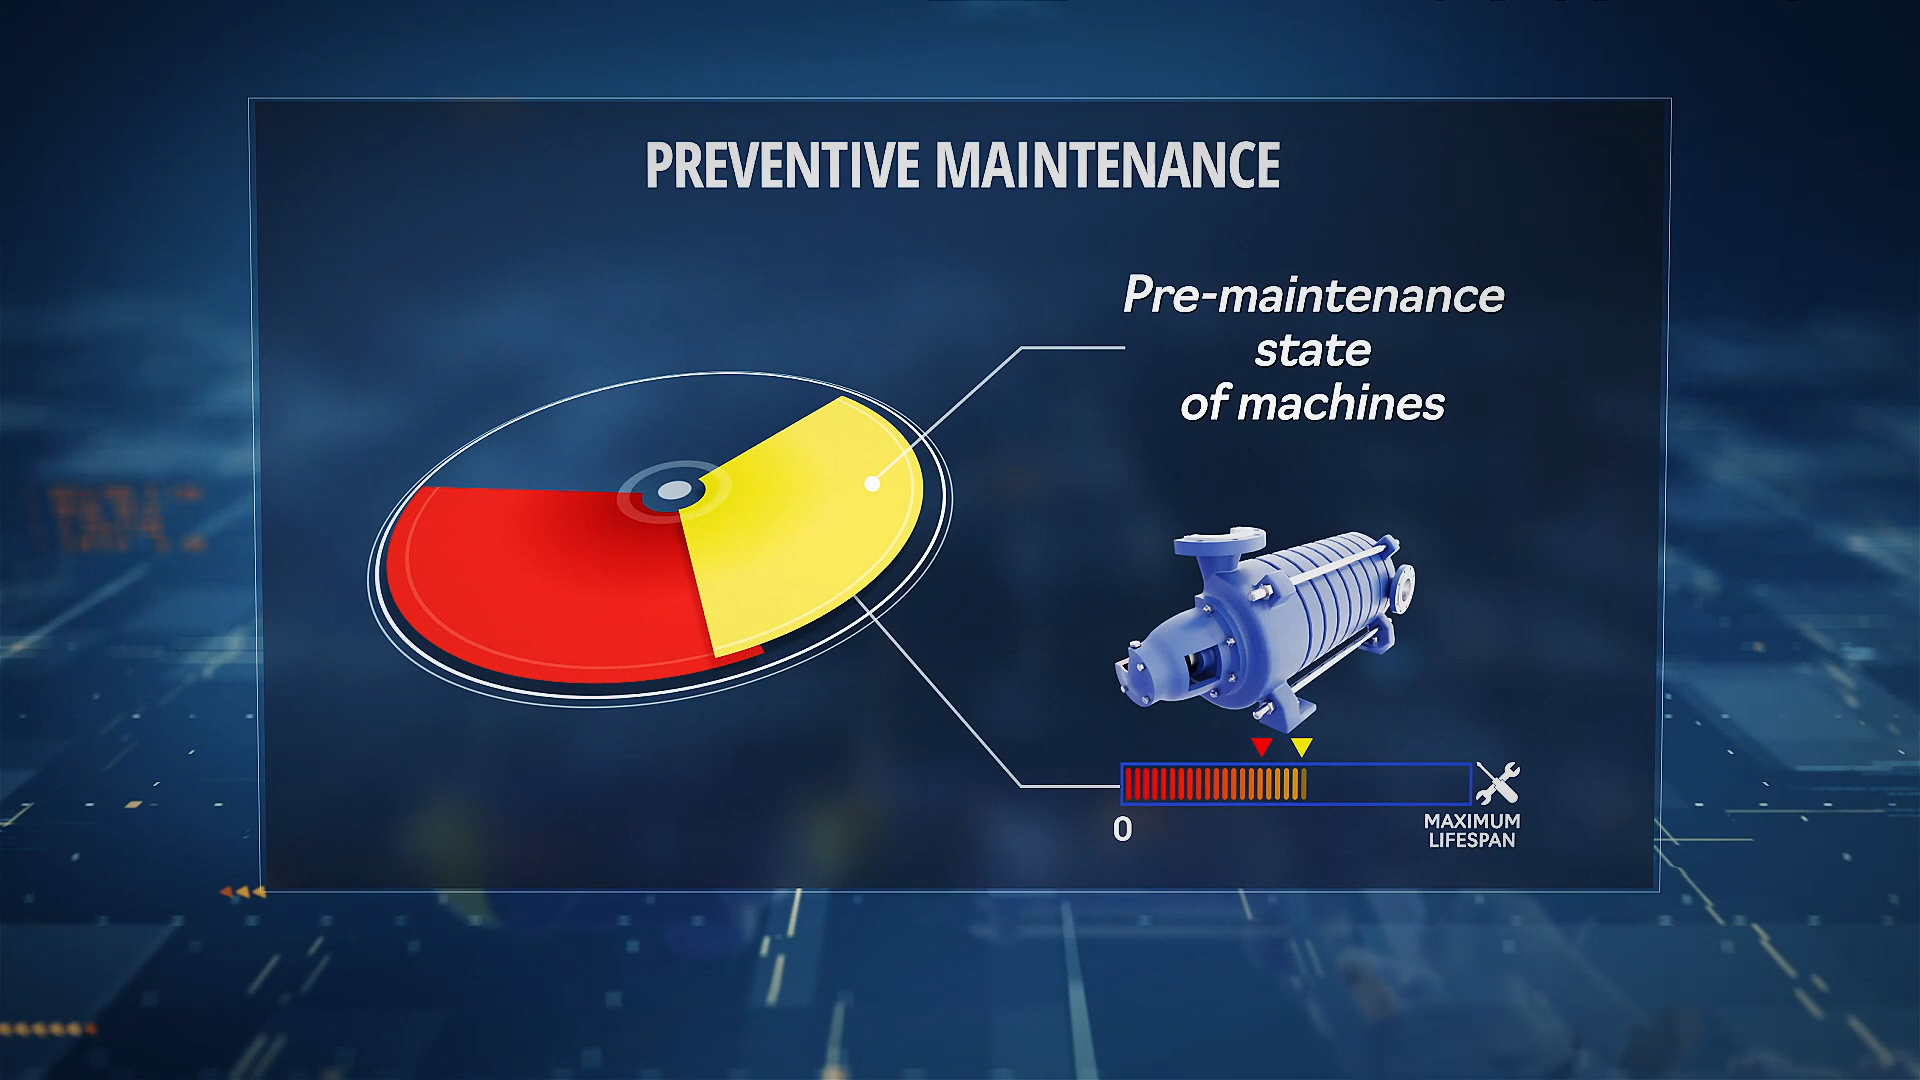 PREVENTIVE MAINTENANCE
Pre-maintenance
state
of machines
0
MAXIMUM
LIFESPAN